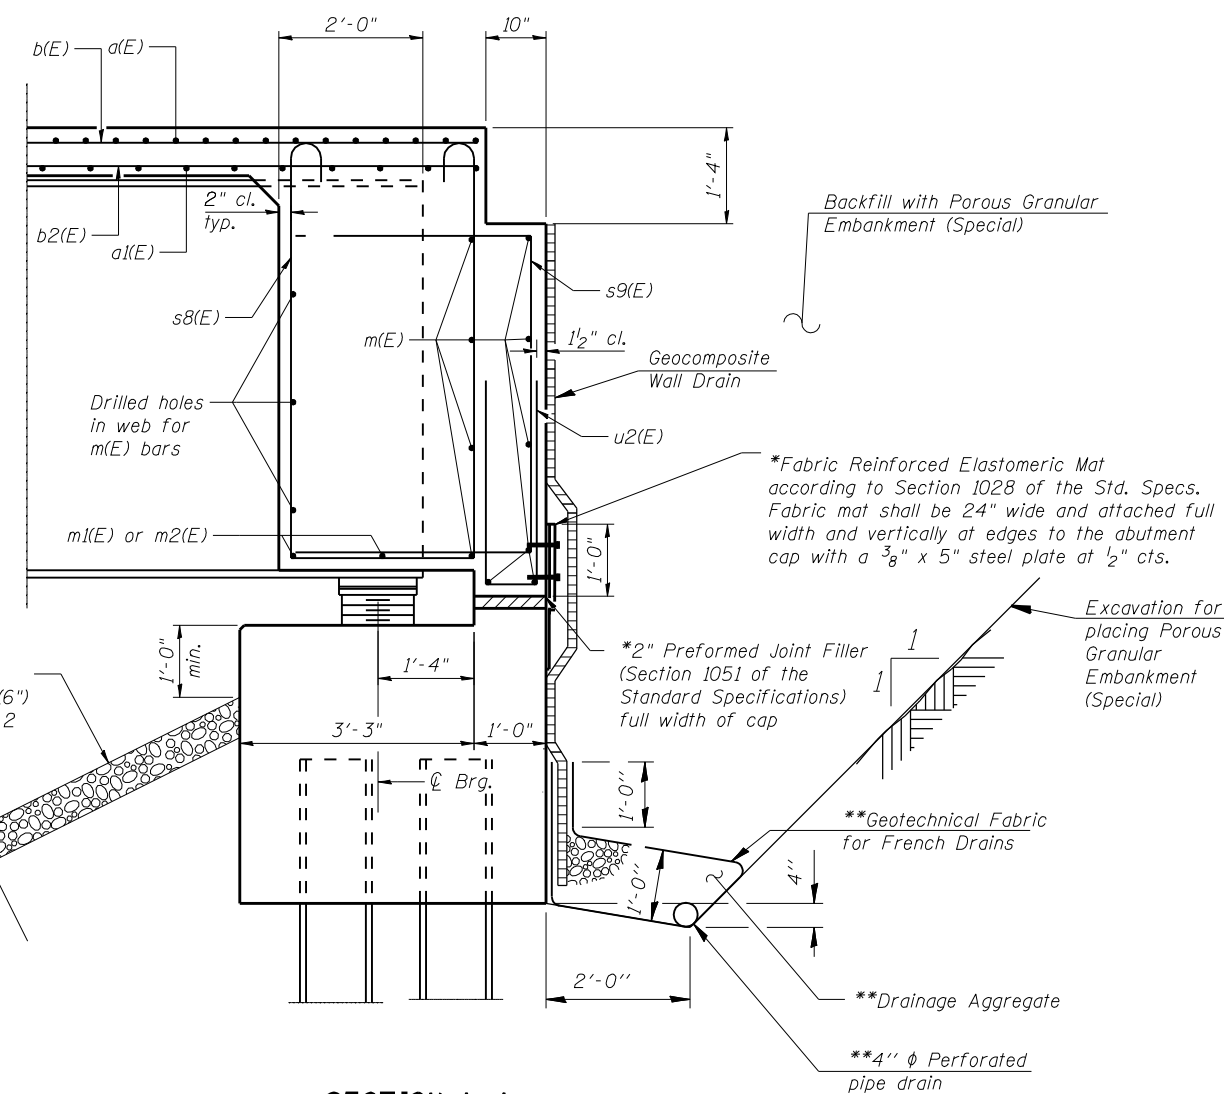 2'-0"
10"
b(E)
a(E)
1'-4"
2" cl.
typ.
b2(E)
a1(E)
Backfill with Porous Granular
Embankment (Special)
s8(E)
s9(E)
m(E)
1 1/2" cl.
Geocomposite
Wall Drain
Drilled holes
in web for
m(E) bars
u2(E)
*Fabric Reinforced Elastomeric Mat
according to Section 1028 of the Std. Specs.
Fabric mat shall be 24" wide and attached full
width and vertically at edges to the abutment
cap with a 3/8" x 5" steel plate at 1/2" cts.
m1(E) or m2(E)
1'-0"
Excavation for
placing Porous
Granular
Embankment
(Special)
1'-0"
min.
1'-4"
*2" Preformed Joint Filler
(Section 1051 of the
Standard Specifications)
full width of cap
1
1
(6")
2
3'-3"
1'-0"
℄ Brg.
1'-0"
**Geotechnical Fabric
for French Drains
1'-0"
4"
2'-0"
**Drainage Aggregate
**4" ϕ Perforated
pipe drain